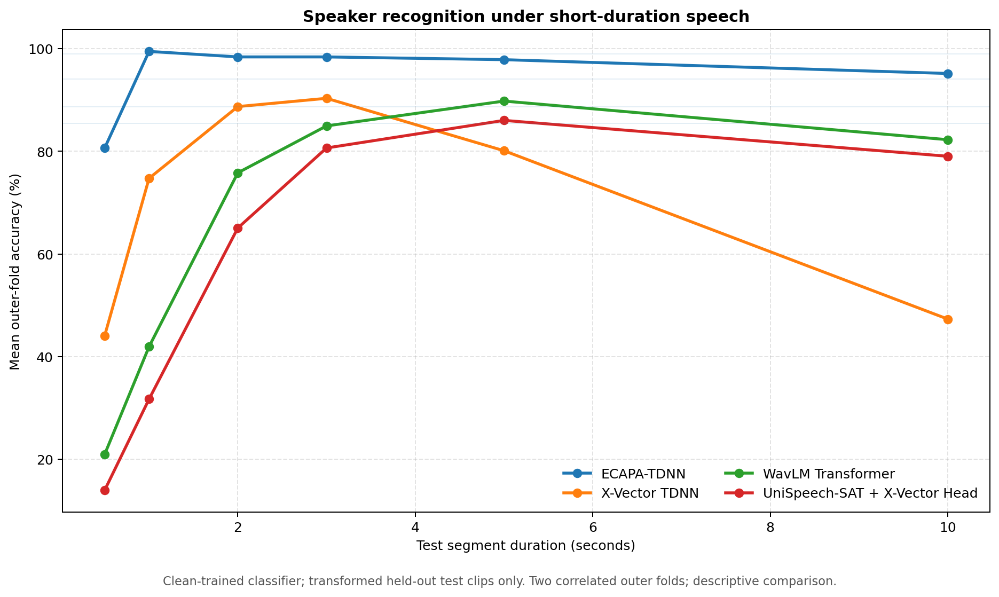 Speaker recognition under short-duration speech
Mean outer-fold accuracy (%)
100
80
60
40
20
ECAPA-TDNN
X-Vector TDNN
WavLM Transformer
UniSpeech-SAT + X-Vector Head
2 4 6 8 10
Test segment duration (seconds)
Clean-trained classifier; transformed held-out test clips only. Two correlated outer folds; descriptive comparison.